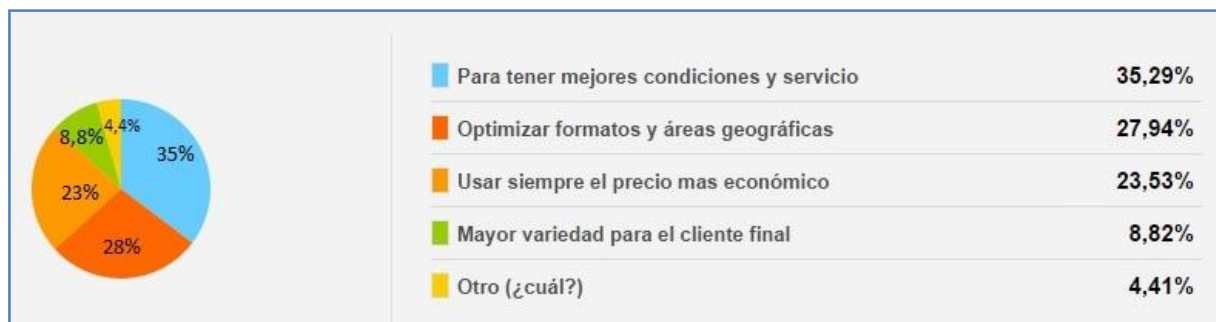 4,4%
8,8%
35%
23%
28%
Para tener mejores condiciones y servicio 35,29%
Optimizar formatos y áreas geográficas 27,94%
Usar siempre el precio mas económico 23,53%
Mayor variedad para el cliente final 8,82%
Otro (¿cuál?) 4,41%